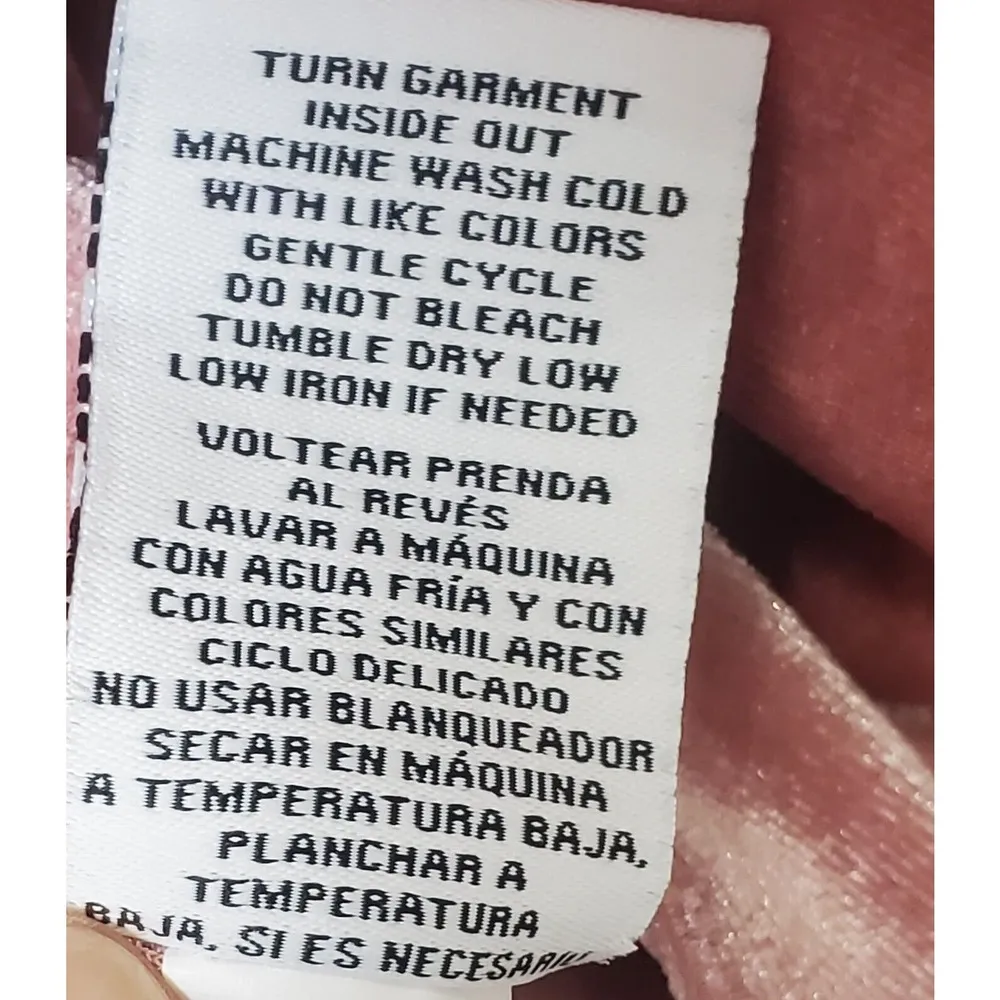 TURN GARMENT
INSIDE OUT
MACHINE WASH COLD
WITH LIKE COLORS
GENTLE CYCLE
DO NOT BLEACH
TUMBLE DRY LOW
LOW IRON IF NEEDED
VOLTEAR PRENDA
AL REVÉS
LAVAR A MÁQUINA
CON AGUA FRÍA Y CON
COLORES SIMILARES
CICLO DELICADO
NO USAR BLANQUEADOR
SECAR EN MÁQUINA
A TEMPERATURA BAJA,
PLANCHAR A
TEMPERATURA
BAJA, SI ES NECESARIO